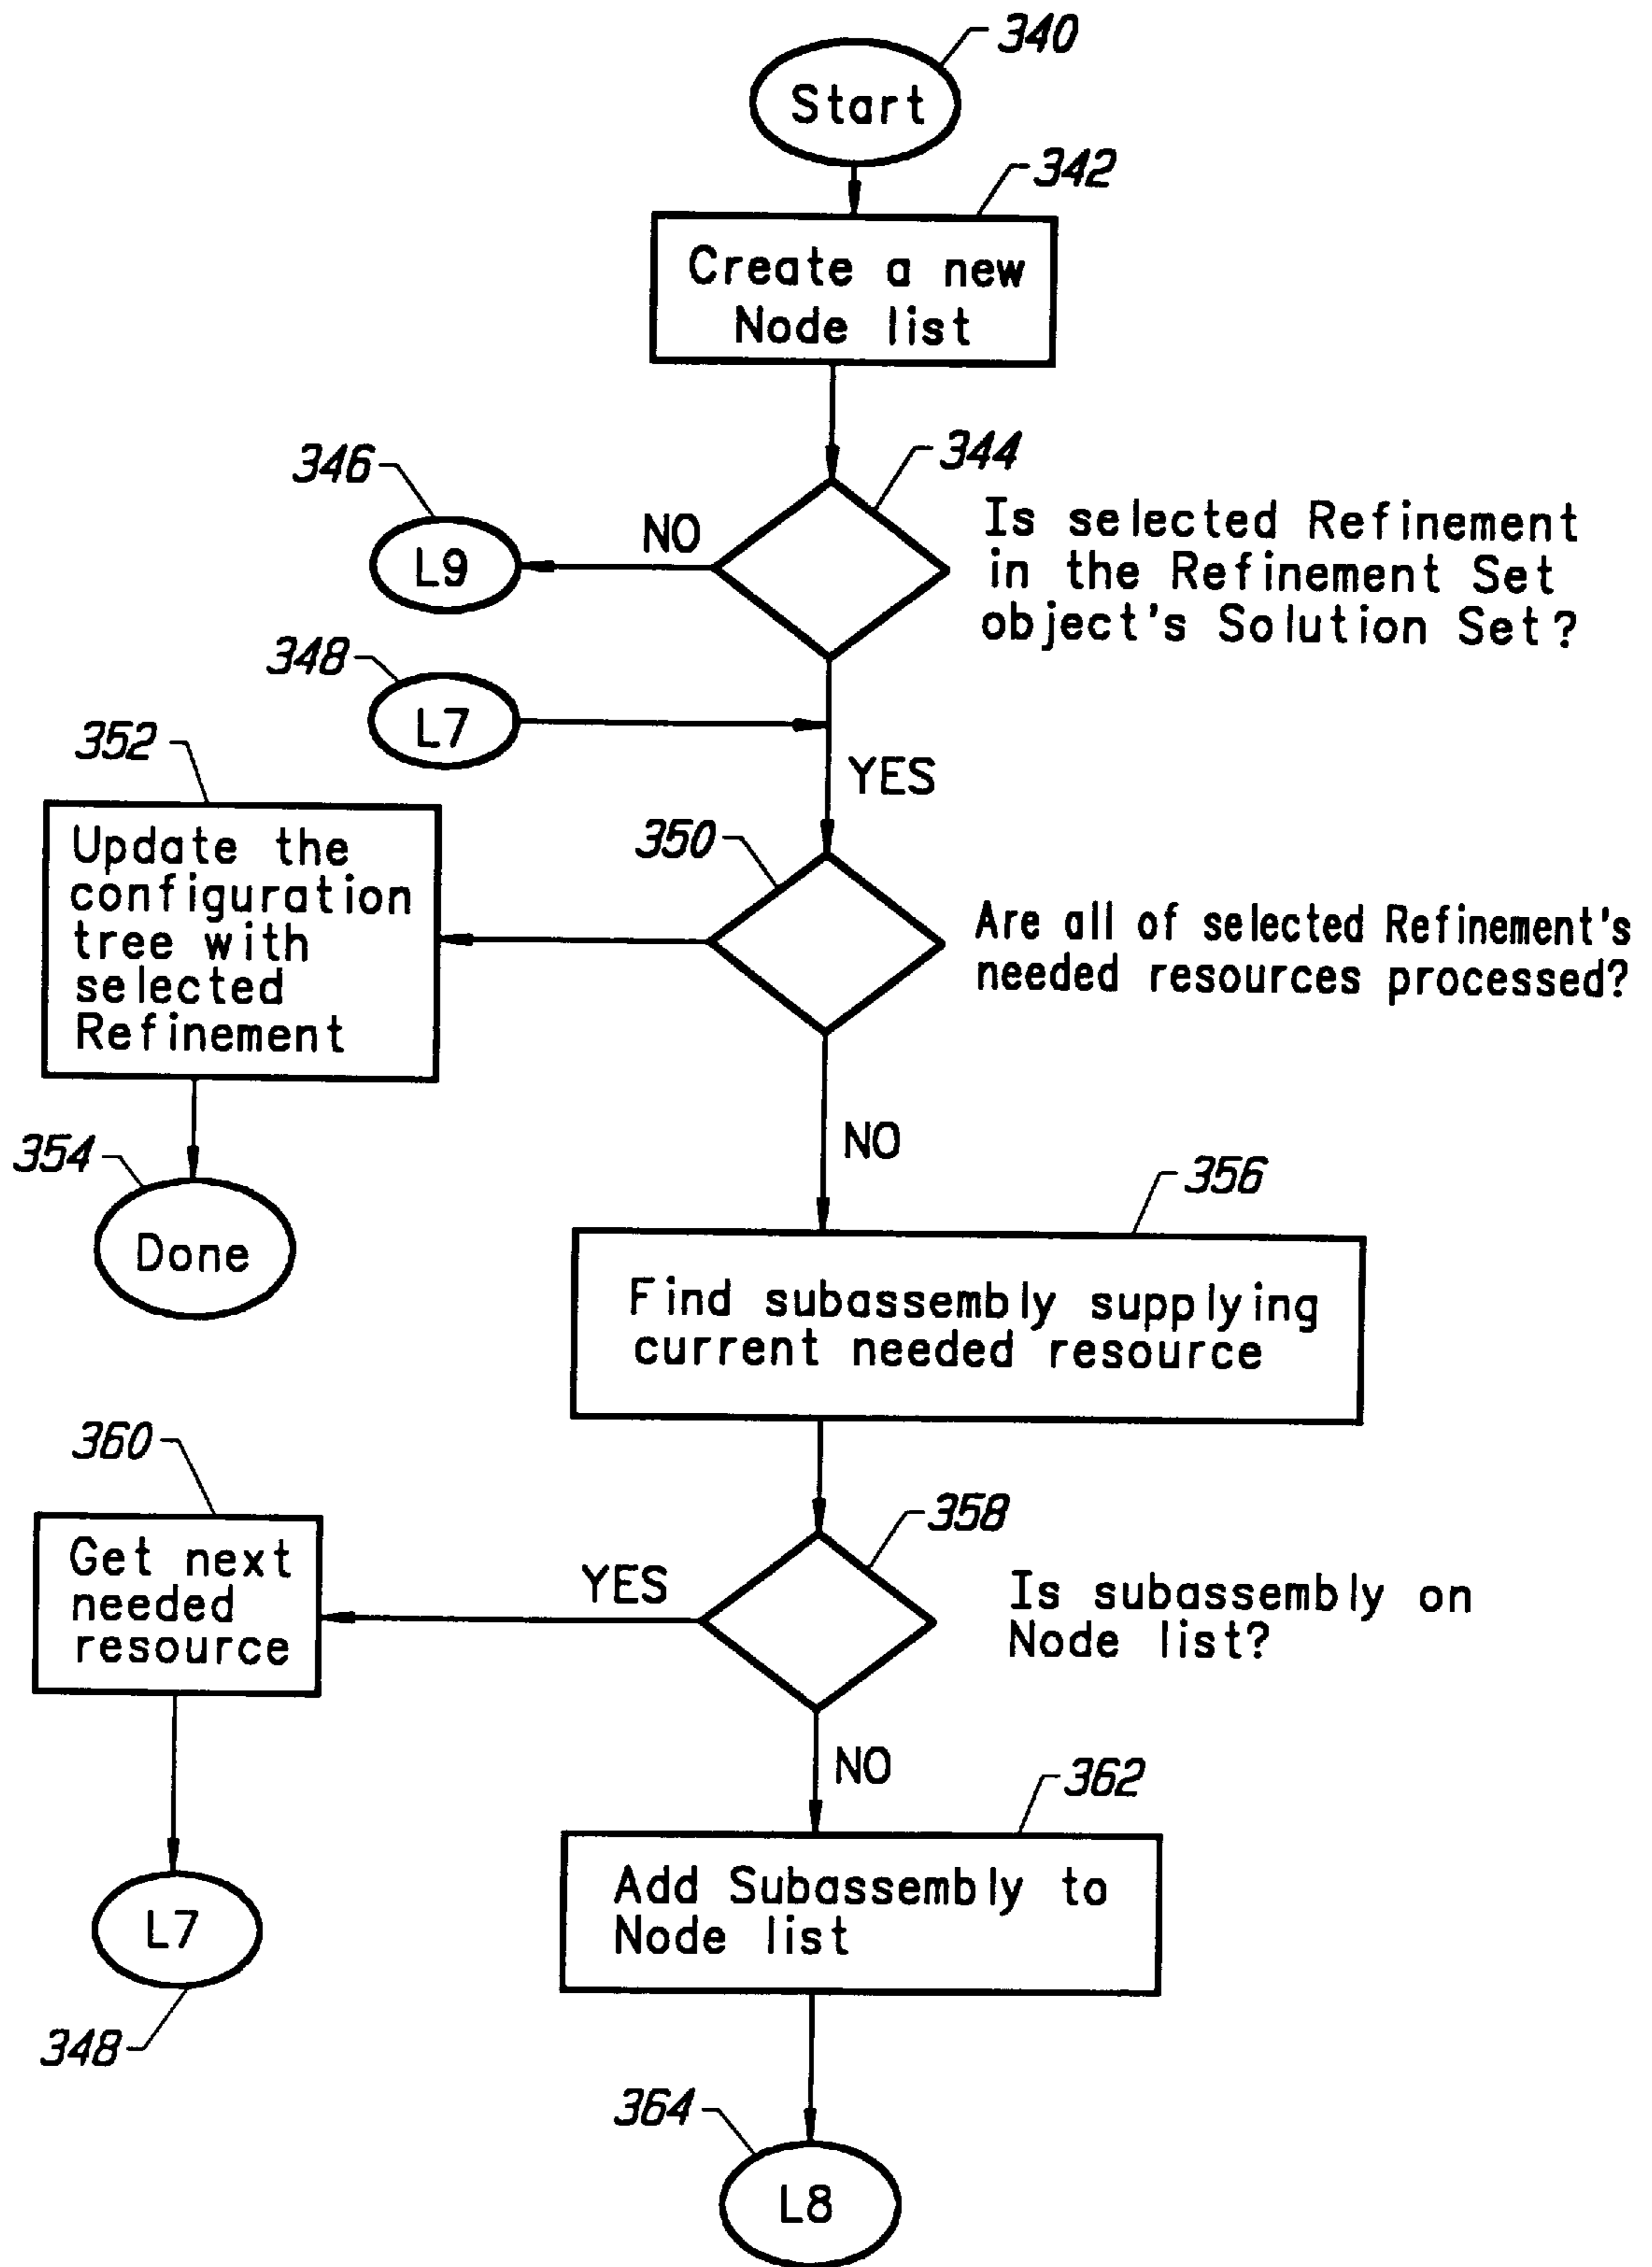 340
Start
342
Create a new
Node list
344
346
Is selected Refinement
in the Refinement Set
object's Solution Set?
NO
L9
348
L7
YES
352
Update the
configuration
tree with
selected
Refinement
350
Are all of selected Refinement's
needed resources processed?
NO
354
Done
356
Find subassembly supplying
current needed resource
360
Get next
needed
resource
358
YES
Is subassembly on
Node list?
NO
362
Add Subassembly to
Node list
L7
348
364
L8